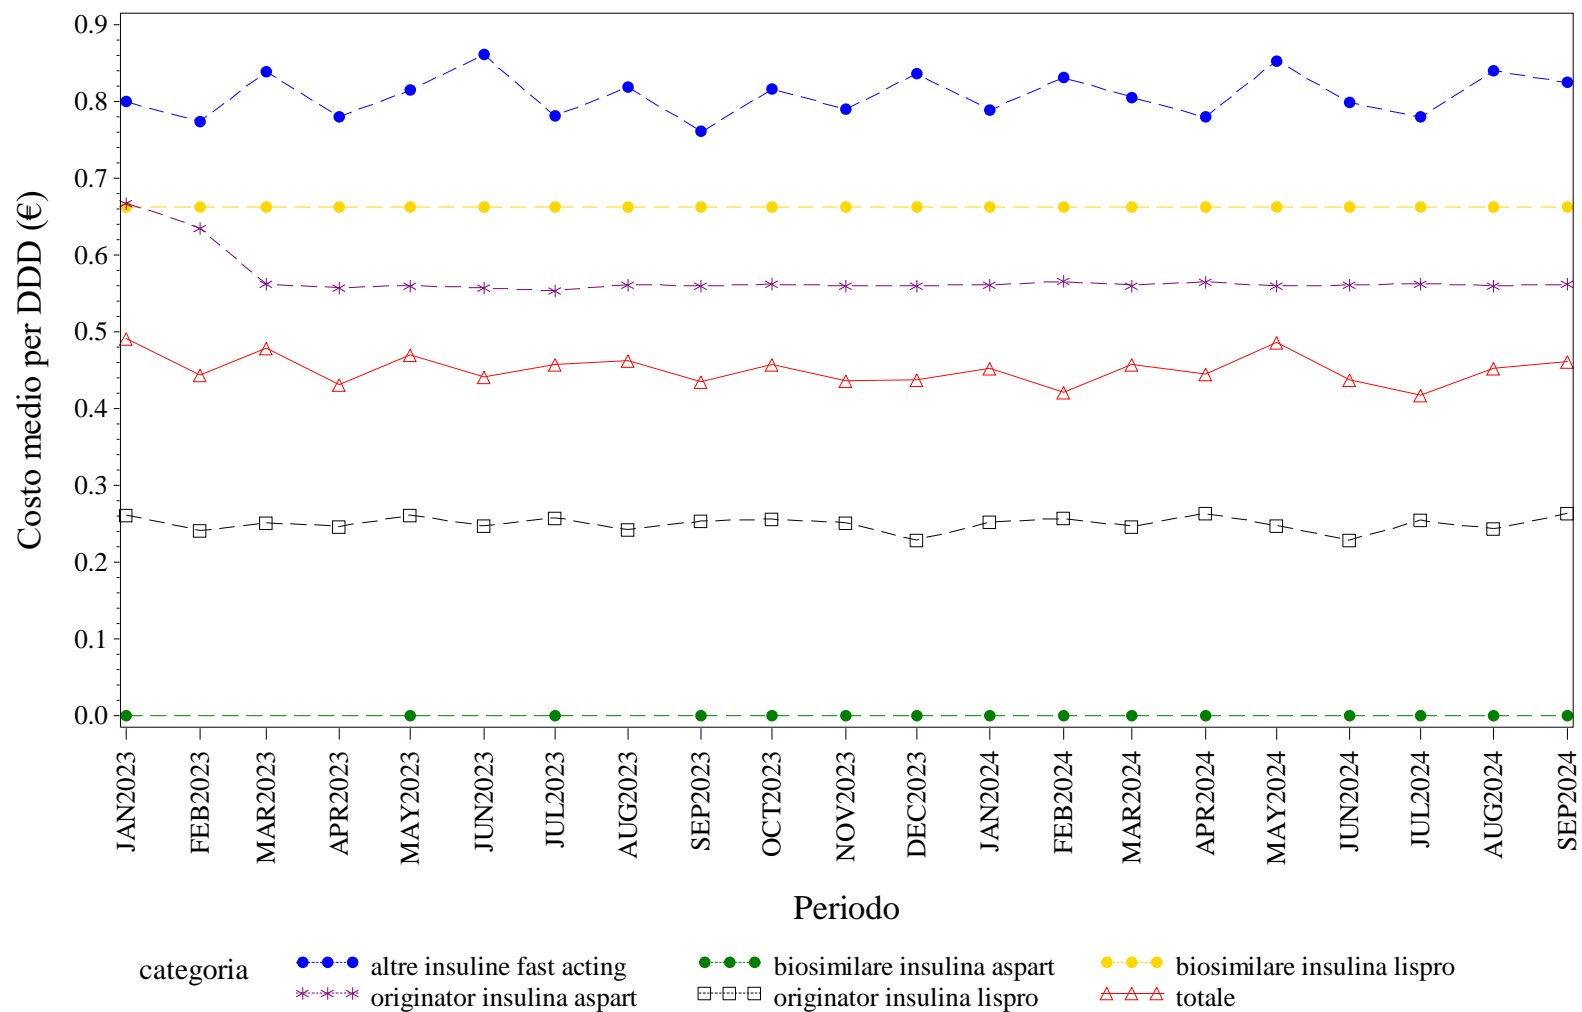 Costo medio per DDD (€)
0.9
0.8
0.7
0.6
0.5
0.4
0.3
0.2
0.1
0.0
JAN2023
FEB2023
MAR2023
APR2023
MAY2023
JUN2023
JUL2023
AUG2023
SEP2023
OCT2023
NOV2023
DEC2023
JAN2024
FEB2024
MAR2024
APR2024
MAY2024
JUN2024
JUL2024
AUG2024
SEP2024
Periodo
categoria
altre insuline fast acting
biosimilare insulina aspart
biosimilare insulina lispro
originator insulina aspart
originator insulina lispro
totale